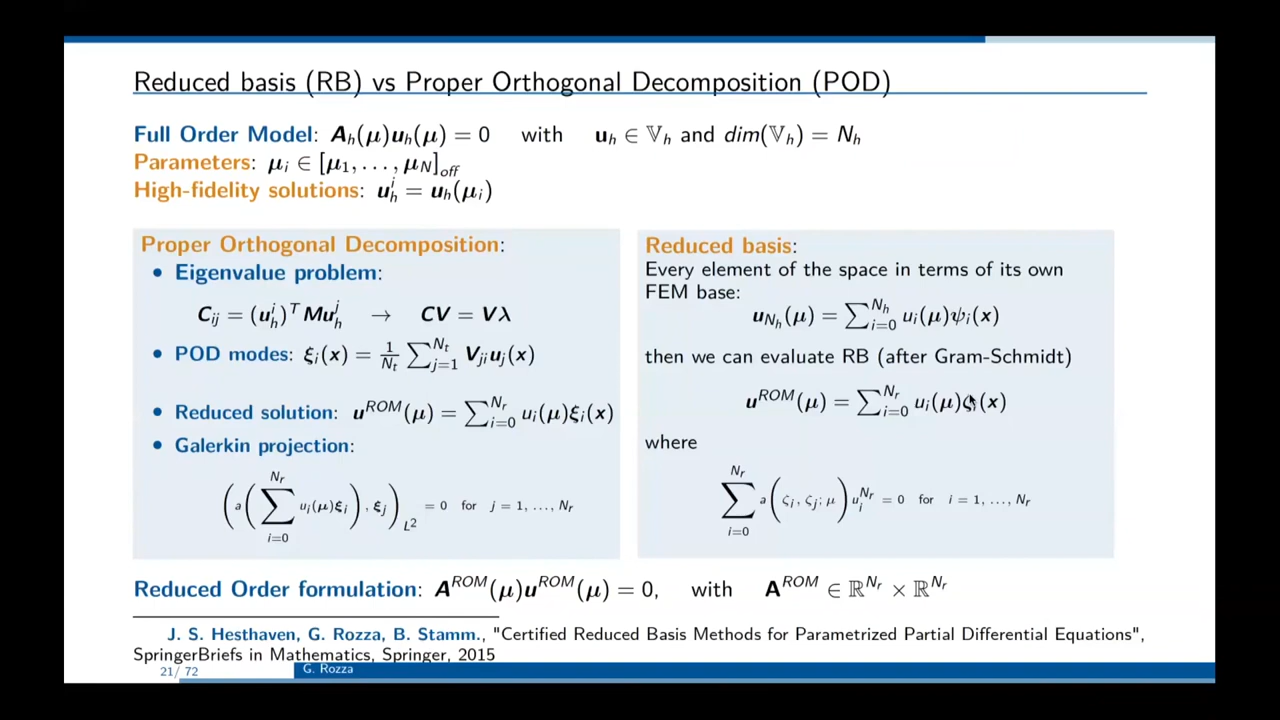 Reduced basis (RB) vs Proper Orthogonal Decomposition (POD)
Full Order Model: A_h(μ)u_h(μ) = 0 with u_h ∈ 𝕍_h and dim(𝕍_h) = N_h
Parameters: μ_i ∈ [μ_1, . . . , μ_N]_off
High-fidelity solutions: u_h^i = u_h(μ_i)
Proper Orthogonal Decomposition:
• Eigenvalue problem:
C_ij = (u_h^i)^T Mu_h^j → CV = Vλ
• POD modes: ξ_i(x) = 1/N_t ∑_{j=1}^{N_t} V_ji u_j(x)
• Reduced solution: u^ROM(μ) = ∑_{i=0}^{N_r} u_i(μ)ξ_i(x)
• Galerkin projection:
(a(∑_{i=0}^{N_r} u_i(μ)ξ_i), ξ_j)_{L^2} = 0 for j = 1, ..., N_r
Reduced basis:
Every element of the space in terms of its own
FEM base:
u_{N_h}(μ) = ∑_{i=0}^{N_h} u_i(μ)ψ_i(x)
then we can evaluate RB (after Gram-Schmidt)
u^ROM(μ) = ∑_{i=0}^{N_r} u_i(μ)ζ_i(x)
where
∑_{i=0}^{N_r} a(ζ_i, ζ_j; μ) u_i^{N_r} = 0 for i = 1, ..., N_r
Reduced Order formulation: A^ROM(μ)u^ROM(μ) = 0, with A^ROM ∈ ℝ^{N_r} × ℝ^{N_r}
J. S. Hesthaven, G. Rozza, B. Stamm., "Certified Reduced Basis Methods for Parametrized Partial Differential Equations",
SpringerBriefs in Mathematics, Springer, 2015
21/ 72
G. Rozza